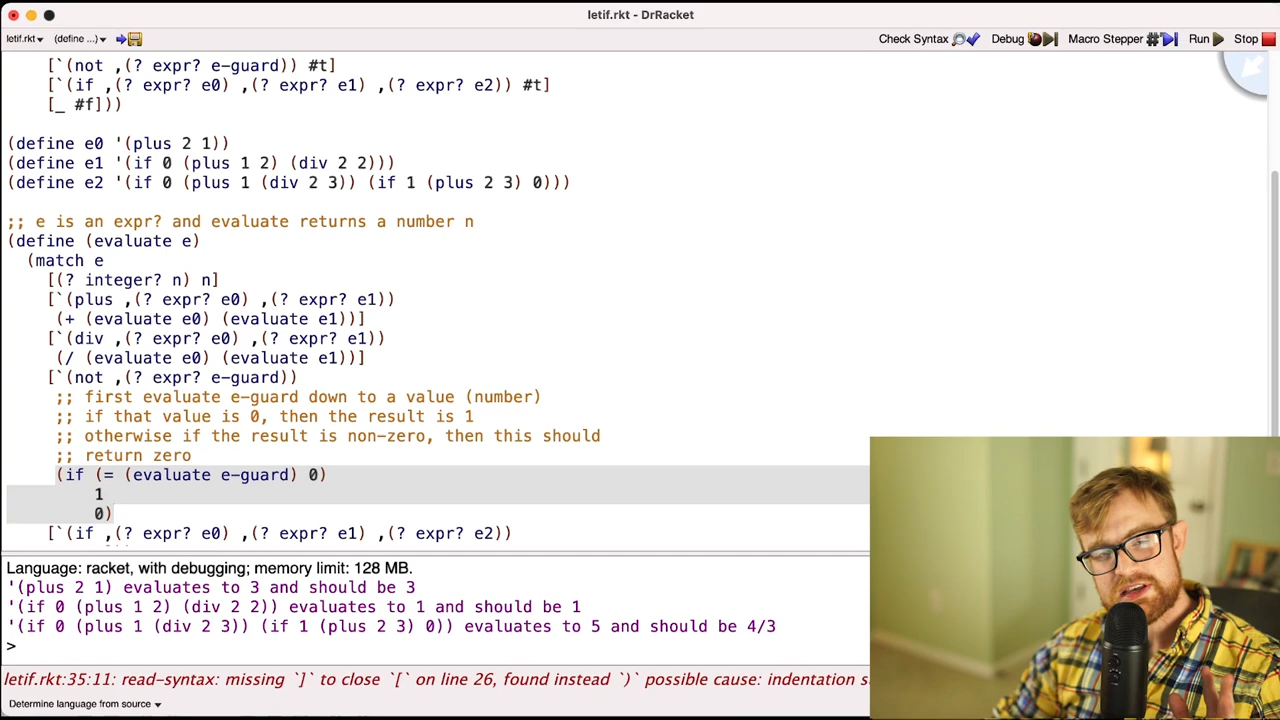 letif.rkt - DrRacket
letif.rkt▾ (define ...)▾ Check Syntax Debug Macro Stepper Run Stop
[`(not ,(? expr? e-guard)) #t]
[`(if ,(? expr? e0) ,(? expr? e1) ,(? expr? e2)) #t]
[_ #f]))
(define e0 '(plus 2 1))
(define e1 '(if 0 (plus 1 2) (div 2 2)))
(define e2 '(if 0 (plus 1 (div 2 3)) (if 1 (plus 2 3) 0)))
;; e is an expr? and evaluate returns a number n
(define (evaluate e)
(match e
[(? integer? n) n]
[`(plus ,(? expr? e0) ,(? expr? e1))
(+ (evaluate e0) (evaluate e1))]
[`(div ,(? expr? e0) ,(? expr? e1))
(/ (evaluate e0) (evaluate e1))]
[`(not ,(? expr? e-guard))
;; first evaluate e-guard down to a value (number)
;; if that value is 0, then the result is 1
;; otherwise if the result is non-zero, then this should
;; return zero
(if (= (evaluate e-guard) 0)
1
0)
[`(if ,(? expr? e0) ,(? expr? e1) ,(? expr? e2))
Language: racket, with debugging; memory limit: 128 MB.
'(plus 2 1) evaluates to 3 and should be 3
'(if 0 (plus 1 2) (div 2 2)) evaluates to 1 and should be 1
'(if 0 (plus 1 (div 2 3)) (if 1 (plus 2 3) 0)) evaluates to 5 and should be 4/3
>
letif.rkt:35:11: read-syntax: missing `]` to close `[` on line 26, found instead `)` possible cause: indentation
Determine language from source▾